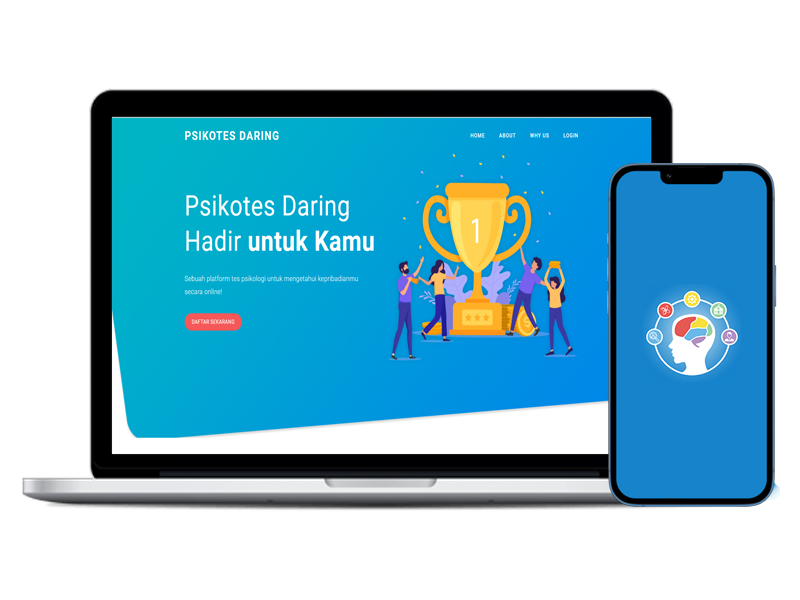 PSIKOTES DARING
HOME ABOUT WHY US LOGIN
Psikotes Daring
Hadir untuk Kamu
Sebuah platform tes psikologi untuk mengetahui kepribadianmu
secara online!
DAFTAR SEKARANG
1